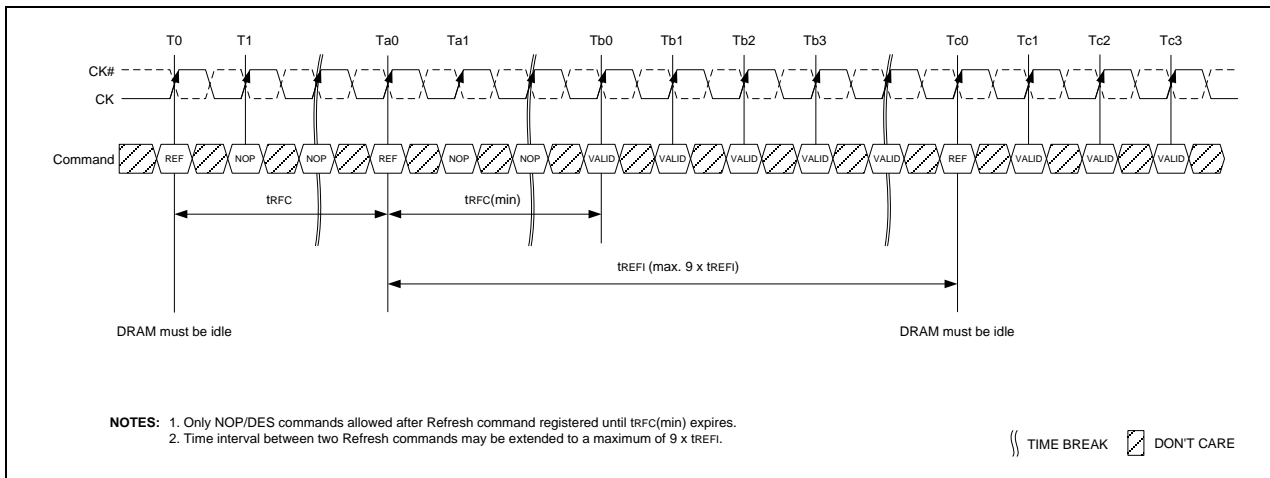 T0 T1 Ta0 Ta1 Tb0 Tb1 Tb2 Tb3 Tc0 Tc1 Tc2 Tc3
CK#
CK
Command REF NOP NOP REF NOP NOP VALID VALID VALID VALID VALID REF VALID VALID VALID
tRFC tRFC(min)
tREFI (max. 9 x tREFI)
DRAM must be idle DRAM must be idle
NOTES: 1. Only NOP/DES commands allowed after Refresh command registered until tRFC(min) expires.
2. Time interval between two Refresh commands may be extended to a maximum of 9 x tREFI.
TIME BREAK DON'T CARE